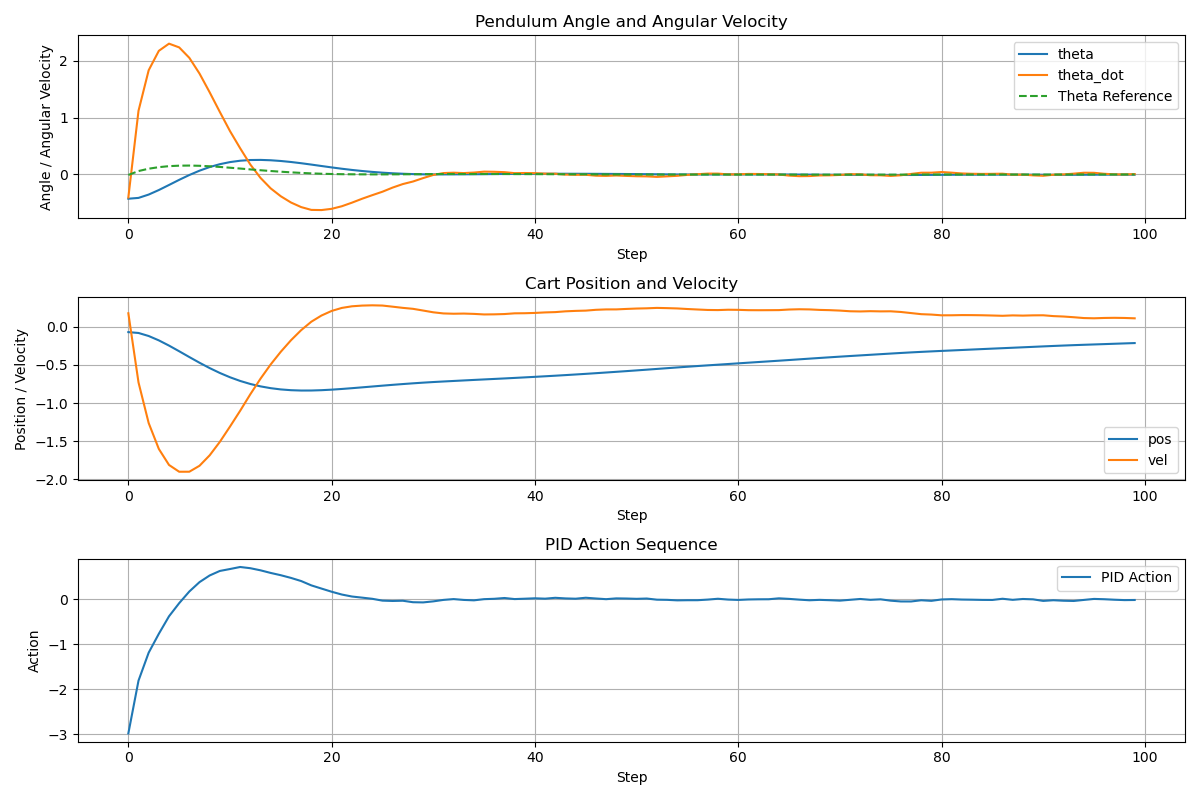 Pendulum Angle and Angular Velocity
Angle / Angular Velocity
2
1
0
theta
theta_dot
Theta Reference
0 20 40 60 80 100
Step
Cart Position and Velocity
Position / Velocity
0.0
−0.5
−1.0
−1.5
−2.0
pos
vel
0 20 40 60 80 100
Step
PID Action Sequence
Action
0
−1
−2
−3
PID Action
0 20 40 60 80 100
Step